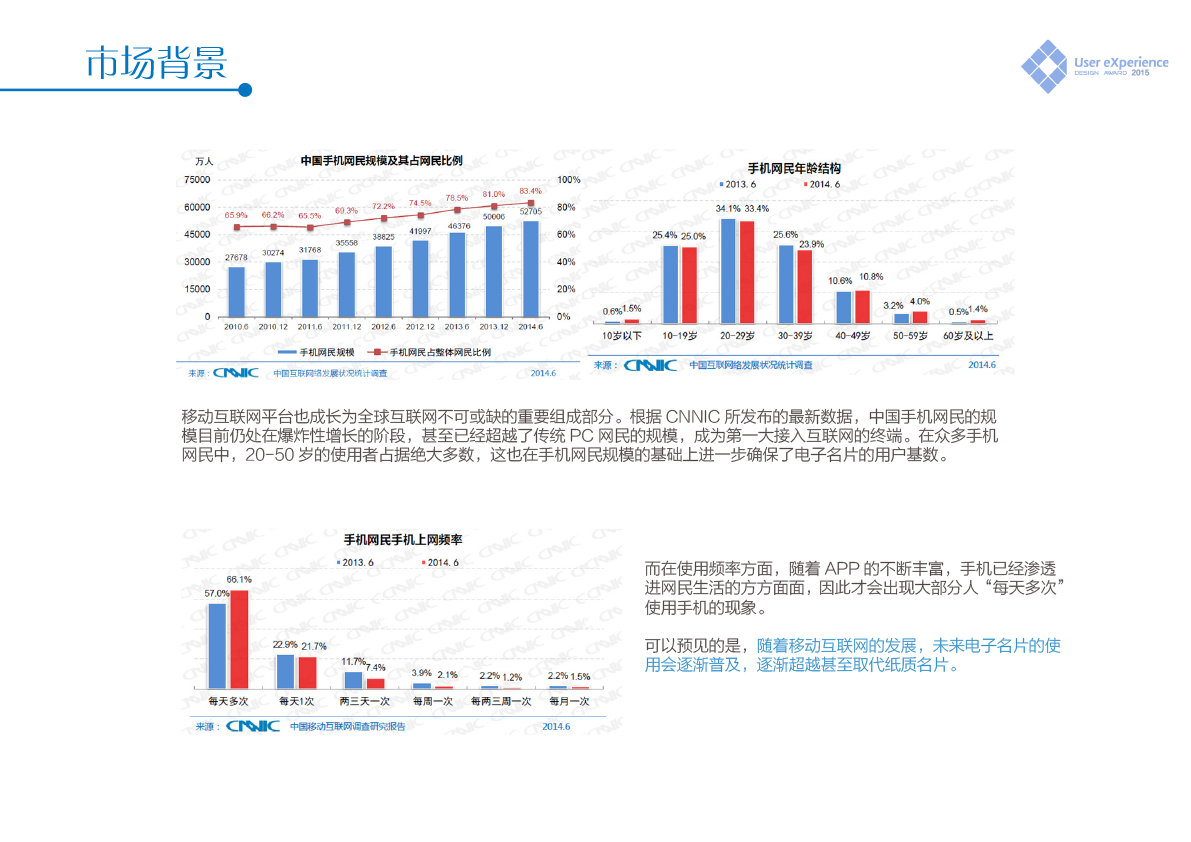 市场背景
User eXperience
DESIGN AWARD 2015
万人
中国手机网民规模及其占网民比例
75000
60000
45000
30000
15000
0
100%
80%
60%
40%
20%
0%
65.9%
66.2%
65.5%
69.3%
72.2%
74.5%
78.5%
81.0%
83.4%
27678
30274
31768
35558
38825
41997
46376
50006
52705
2010.6
2010.12
2011.6
2011.12
2012.6
2012.12
2013.6
2013.12
2014.6
手机网民规模
手机网民占整体网民比例
来源：CNNIC 中国互联网络发展状况统计调查 2014.6
手机网民年龄结构
2013.6
2014.6
0.6%
1.5%
25.4%
25.0%
34.1%
33.4%
25.6%
23.9%
10.6%
10.8%
3.2%
4.0%
0.5%
1.4%
10岁以下
10-19岁
20-29岁
30-39岁
40-49岁
50-59岁
60岁及以上
来源：CNNIC 中国互联网络发展状况统计调查 2014.6
移动互联网平台也成长为全球互联网不可或缺的重要组成部分。根据 CNNIC 所发布的最新数据，中国手机网民的规
模目前仍处在爆炸性增长的阶段，甚至已经超越了传统 PC 网民的规模，成为第一大接入互联网的终端。在众多手机
网民中，20-50 岁的使用者占据绝大多数，这也在手机网民规模的基础上进一步确保了电子名片的用户基数。
手机网民手机上网频率
2013.6
2014.6
57.0%
66.1%
22.9%
21.7%
11.7%
7.4%
3.9%
2.1%
2.2%
1.2%
2.2%
1.5%
每天多次
每天1次
两三天一次
每周一次
每两三周一次
每月一次
来源：CNNIC 中国移动互联网调查研究报告 2014.6
而在使用频率方面，随着 APP 的不断丰富，手机已经渗透
进网民生活的方方面面，因此才会出现大部分人“每天多次”
使用手机的现象。
可以预见的是，随着移动互联网的发展，未来电子名片的使
用会逐渐普及，逐渐超越甚至取代纸质名片。